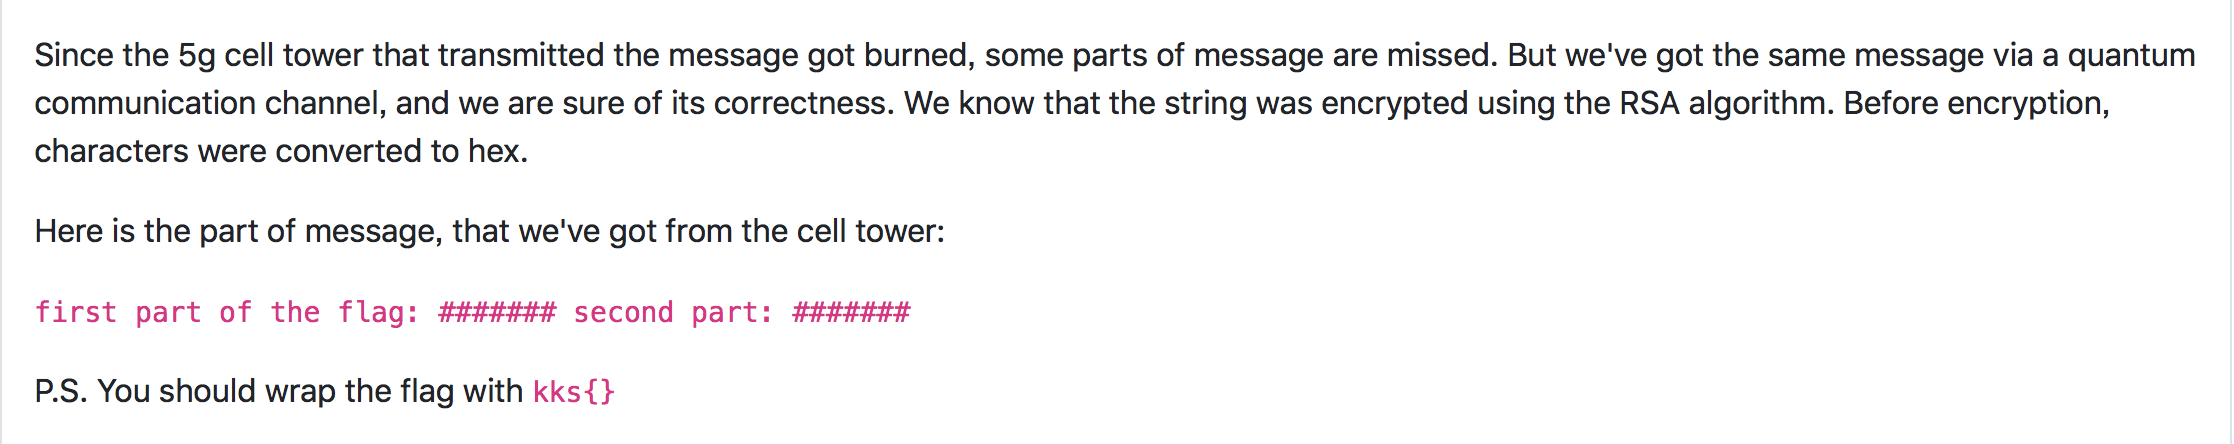 Since the 5g cell tower that transmitted the message got burned, some parts of message are missed. But we've got the same message via a quantum
communication channel, and we are sure of its correctness. We know that the string was encrypted using the RSA algorithm. Before encryption,
characters were converted to hex.
Here is the part of message, that we've got from the cell tower:
first part of the flag: ####### second part: #######
P.S. You should wrap the flag with kks{}